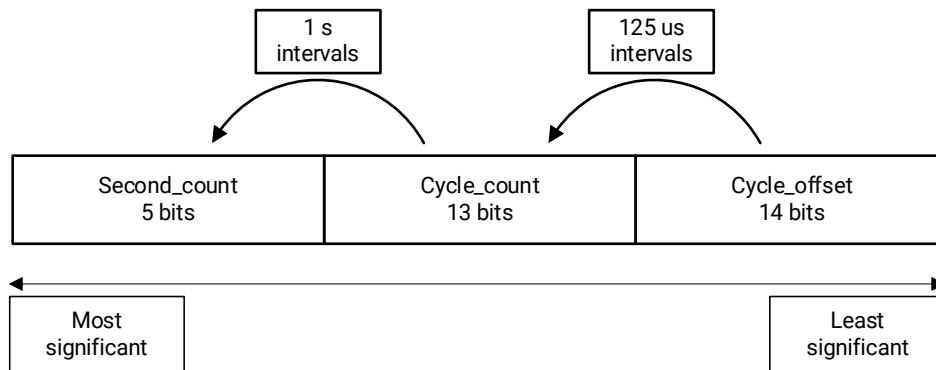 1 s
intervals
125 us
intervals
Second_count
5 bits
Cycle_count
13 bits
Cycle_offset
14 bits
Most
significant
Least
significant